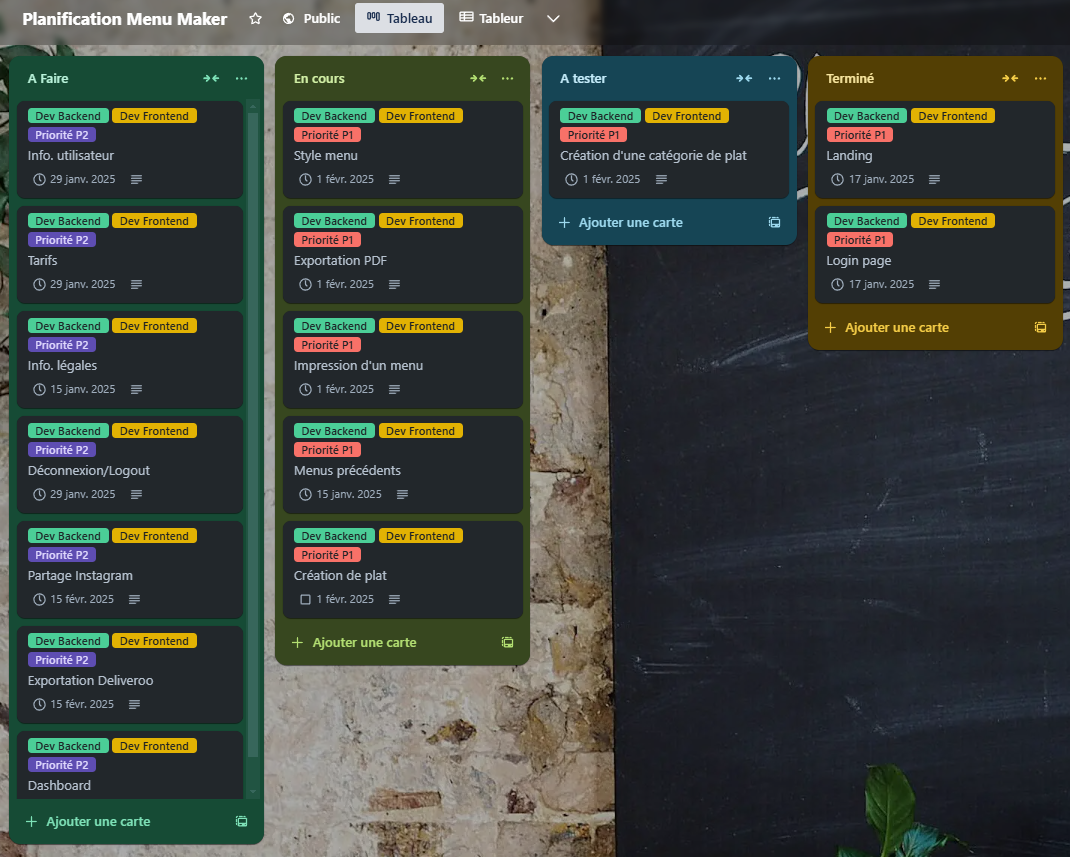 Planification Menu Maker Public Tableau Tableur
A Faire
Dev Backend Dev Frontend
Priorité P2
Info. utilisateur
29 janv. 2025
Dev Backend Dev Frontend
Priorité P2
Tarifs
29 janv. 2025
Dev Backend Dev Frontend
Priorité P2
Info. légales
15 janv. 2025
Dev Backend Dev Frontend
Priorité P2
Déconnexion/Logout
29 janv. 2025
Dev Backend Dev Frontend
Priorité P2
Partage Instagram
15 févr. 2025
Dev Backend Dev Frontend
Priorité P2
Exportation Deliveroo
15 févr. 2025
Dev Backend Dev Frontend
Priorité P2
Dashboard
+ Ajouter une carte
En cours
Dev Backend Dev Frontend
Priorité P1
Style menu
1 févr. 2025
Dev Backend Dev Frontend
Priorité P1
Exportation PDF
1 févr. 2025
Dev Backend Dev Frontend
Priorité P1
Impression d'un menu
1 févr. 2025
Dev Backend Dev Frontend
Priorité P1
Menus précédents
15 janv. 2025
Dev Backend Dev Frontend
Priorité P1
Création de plat
1 févr. 2025
+ Ajouter une carte
A tester
Dev Backend Dev Frontend
Priorité P1
Création d'une catégorie de plat
1 févr. 2025
+ Ajouter une carte
Terminé
Dev Backend Dev Frontend
Priorité P1
Landing
17 janv. 2025
Dev Backend Dev Frontend
Priorité P1
Login page
17 janv. 2025
+ Ajouter une carte